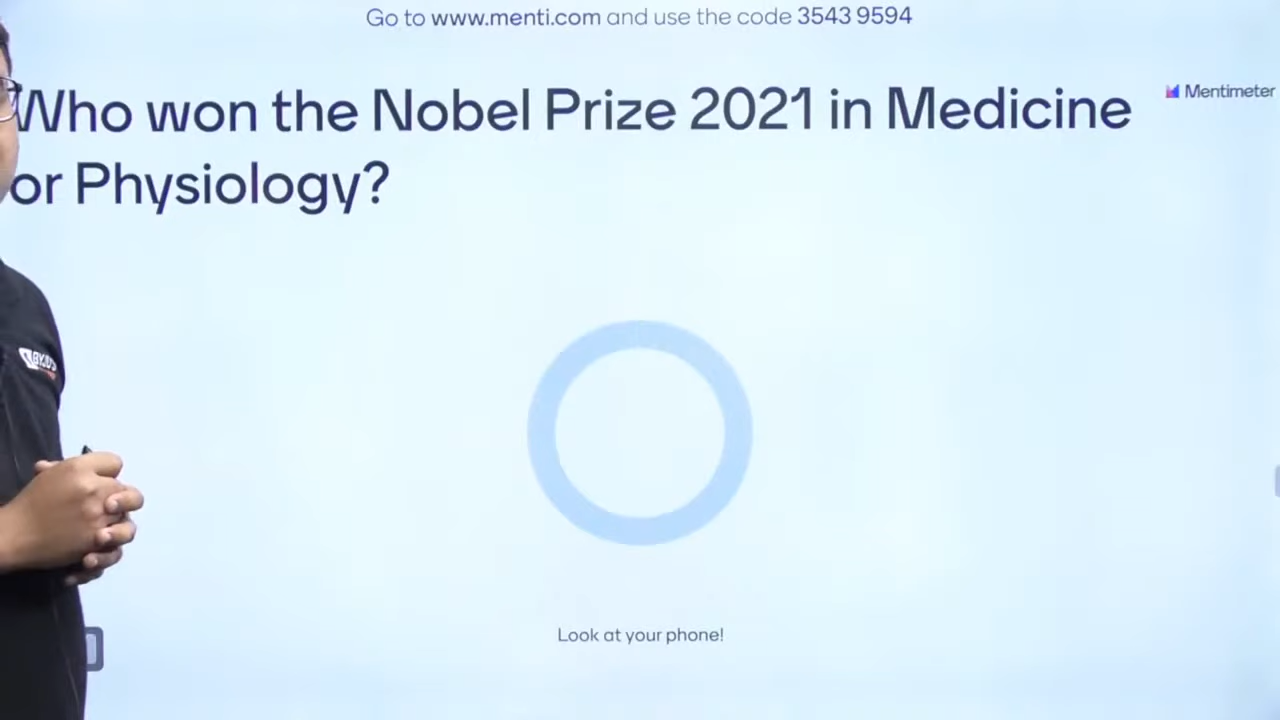 Go to www.menti.com and use the code 3543 9594
Who won the Nobel Prize 2021 in Medicine
or Physiology?
Mentimeter
BYJU'S
Look at your phone!